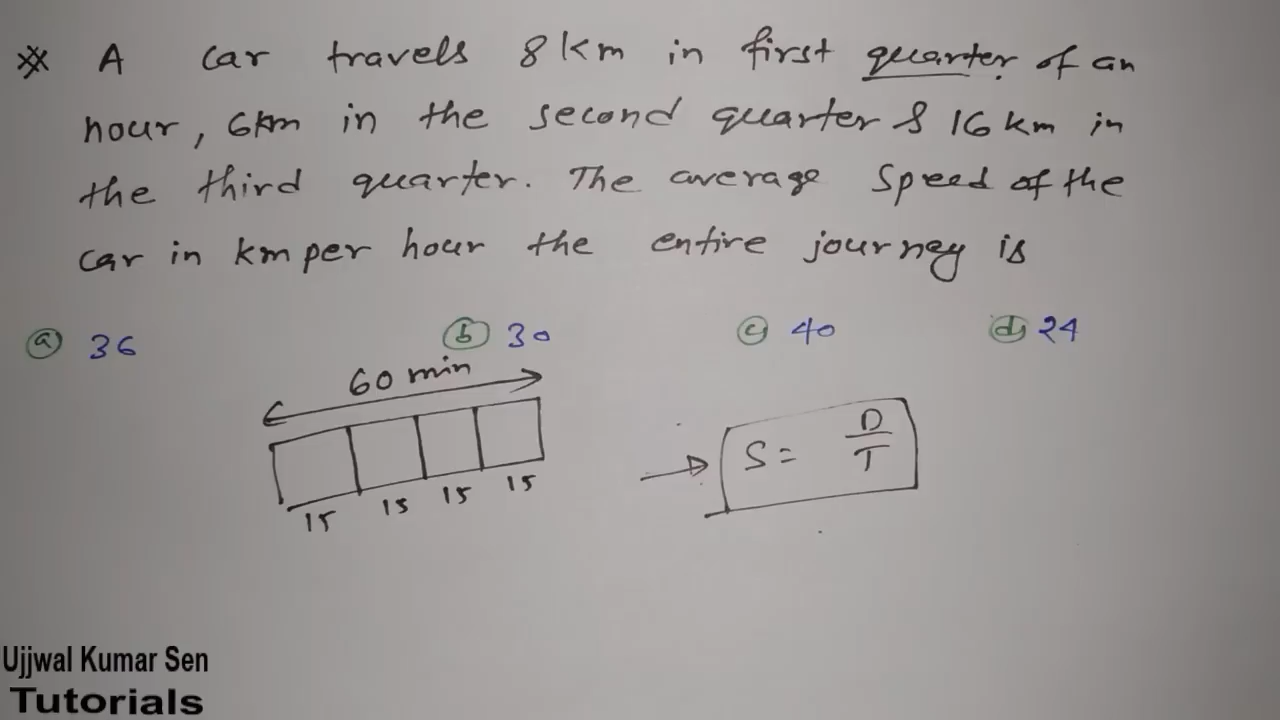 ※ A car travels 8km in first quarter of an
hour, 6km in the second quarter & 16 km in
the third quarter. The average speed of the
car in km per hour the entire journey is
(a) 36 (b) 30 (c) 40 (d) 24
60 min
15 15 15 15
S = D/T
Ujjwal Kumar Sen
Tutorials